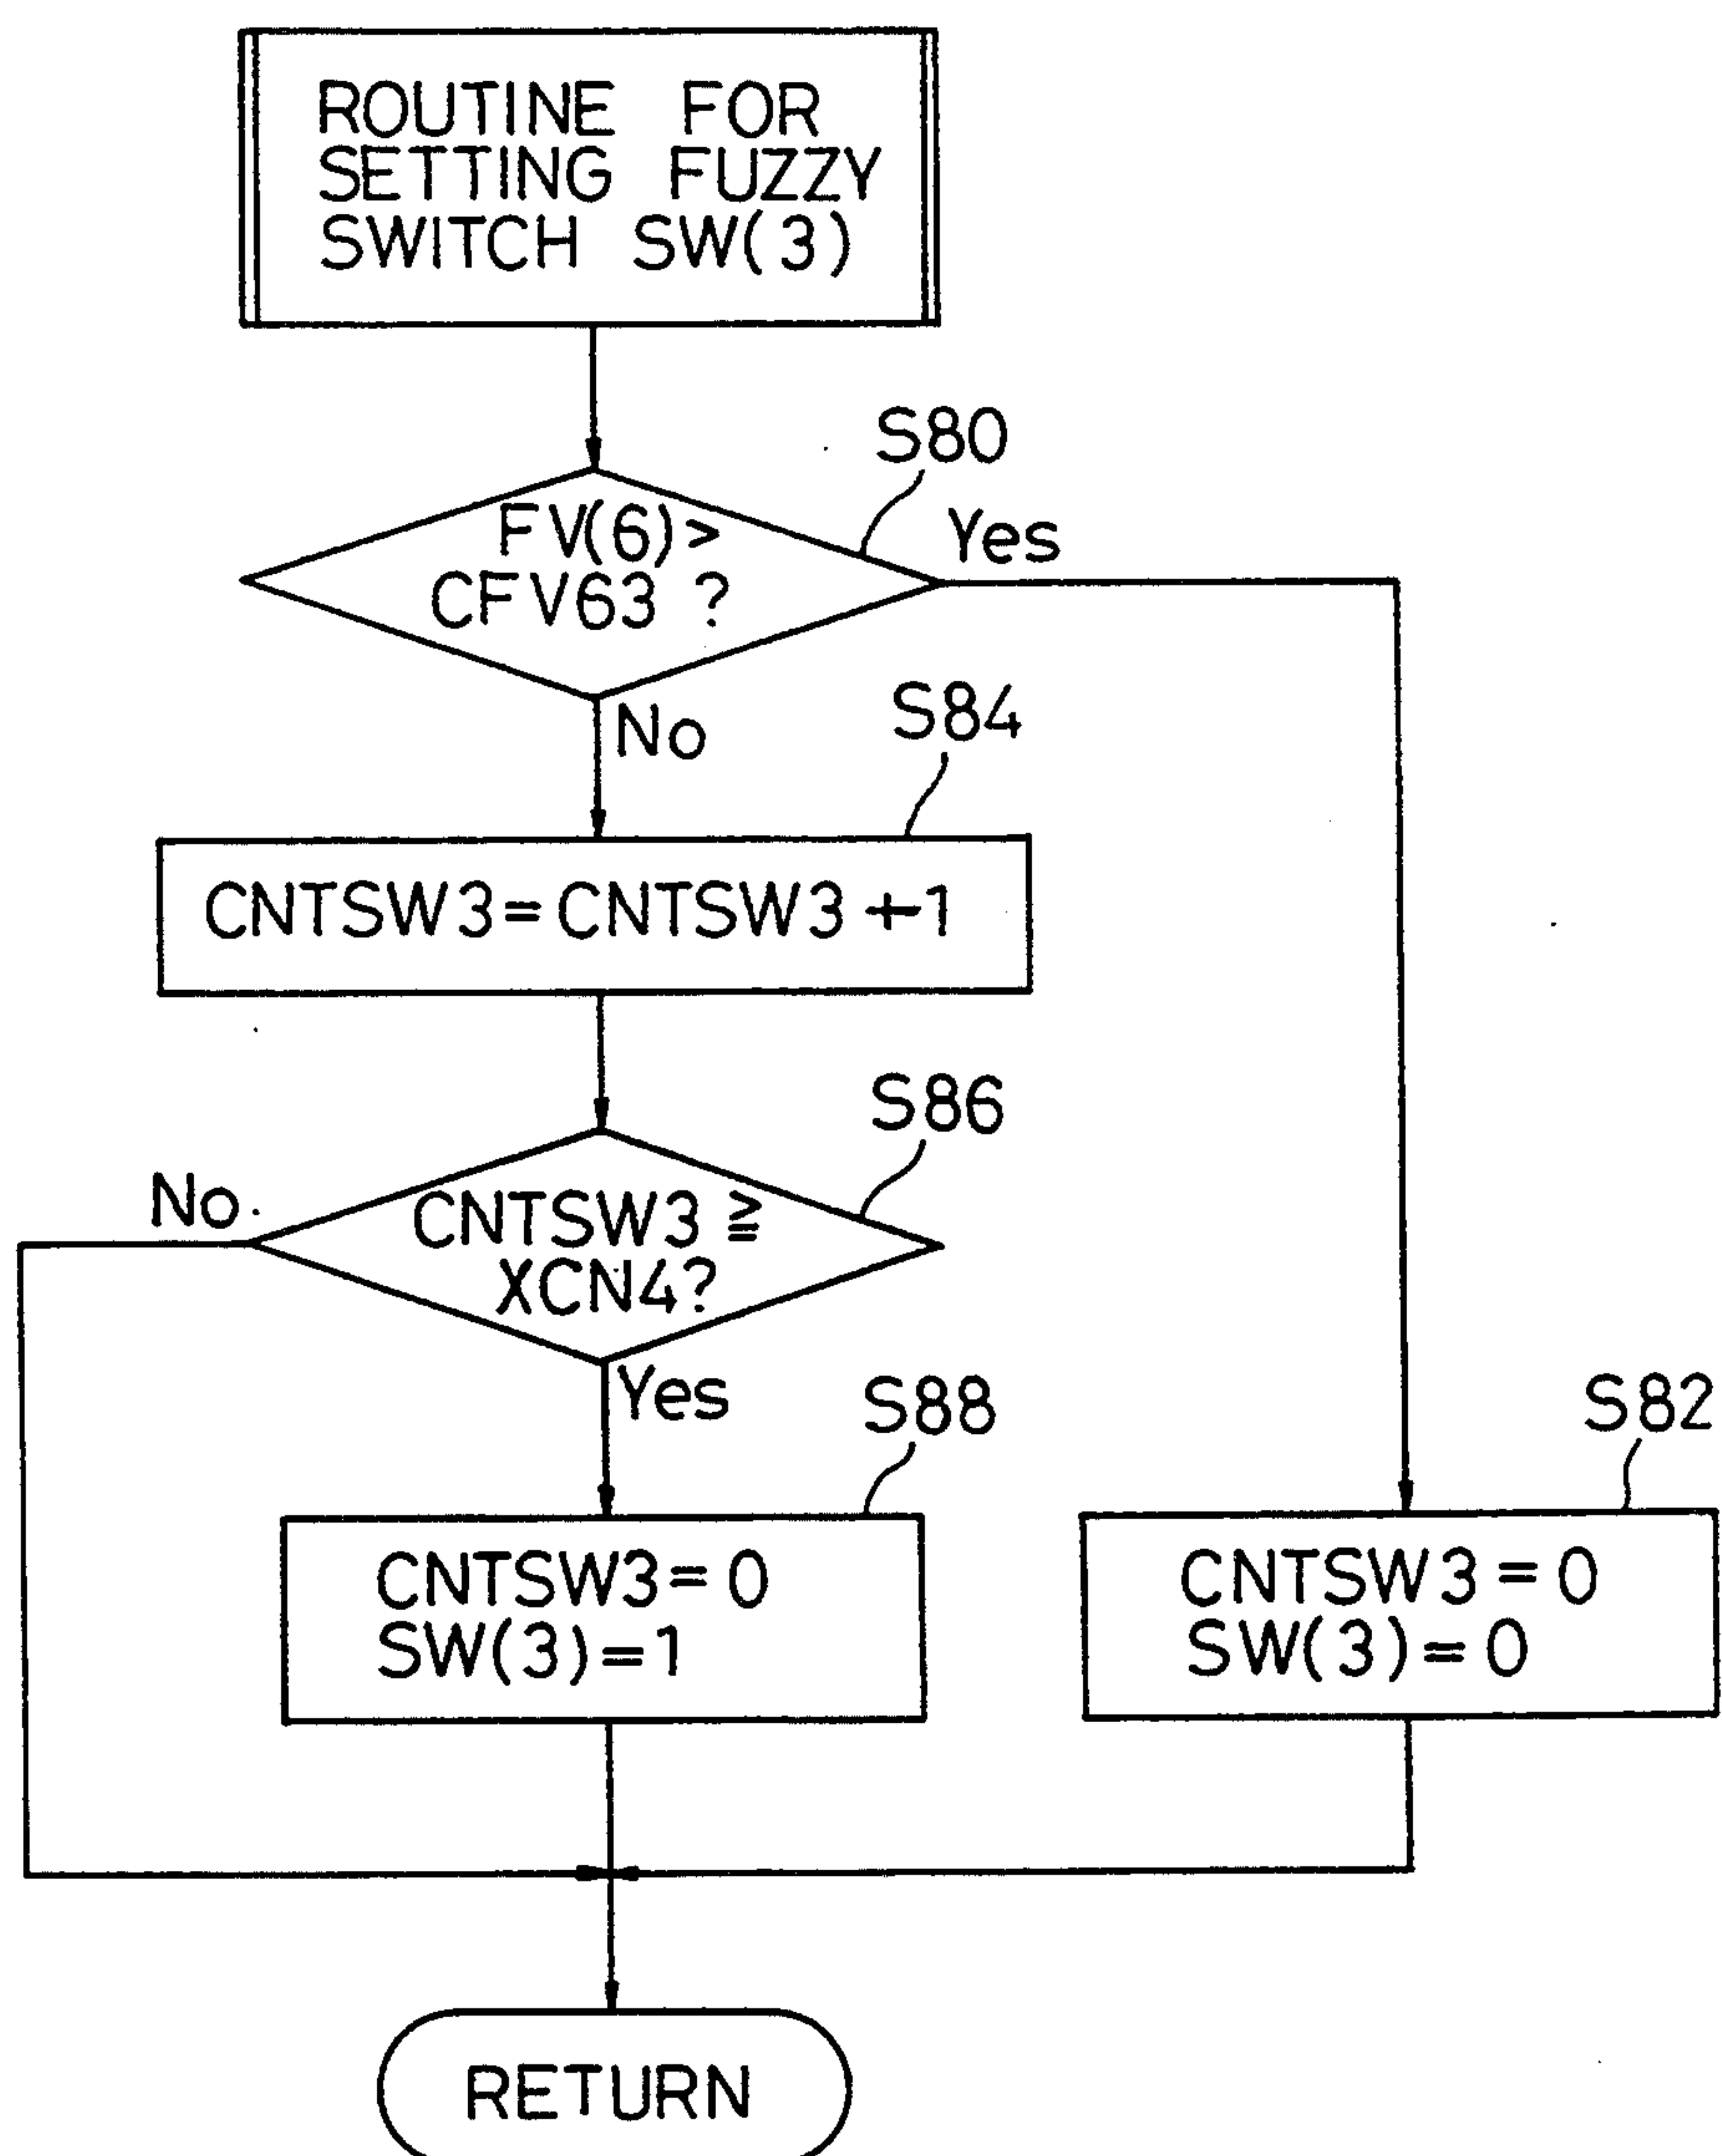 ROUTINE FOR
SETTING FUZZY
SWITCH SW(3)
S80
FV(6)>
CFV63 ?
Yes
No
S84
CNTSW3=CNTSW3+1
S86
No
CNTSW3 ≧
XCN4?
Yes
S88
CNTSW3=0
SW(3)=1
S82
CNTSW3=0
SW(3)=0
RETURN